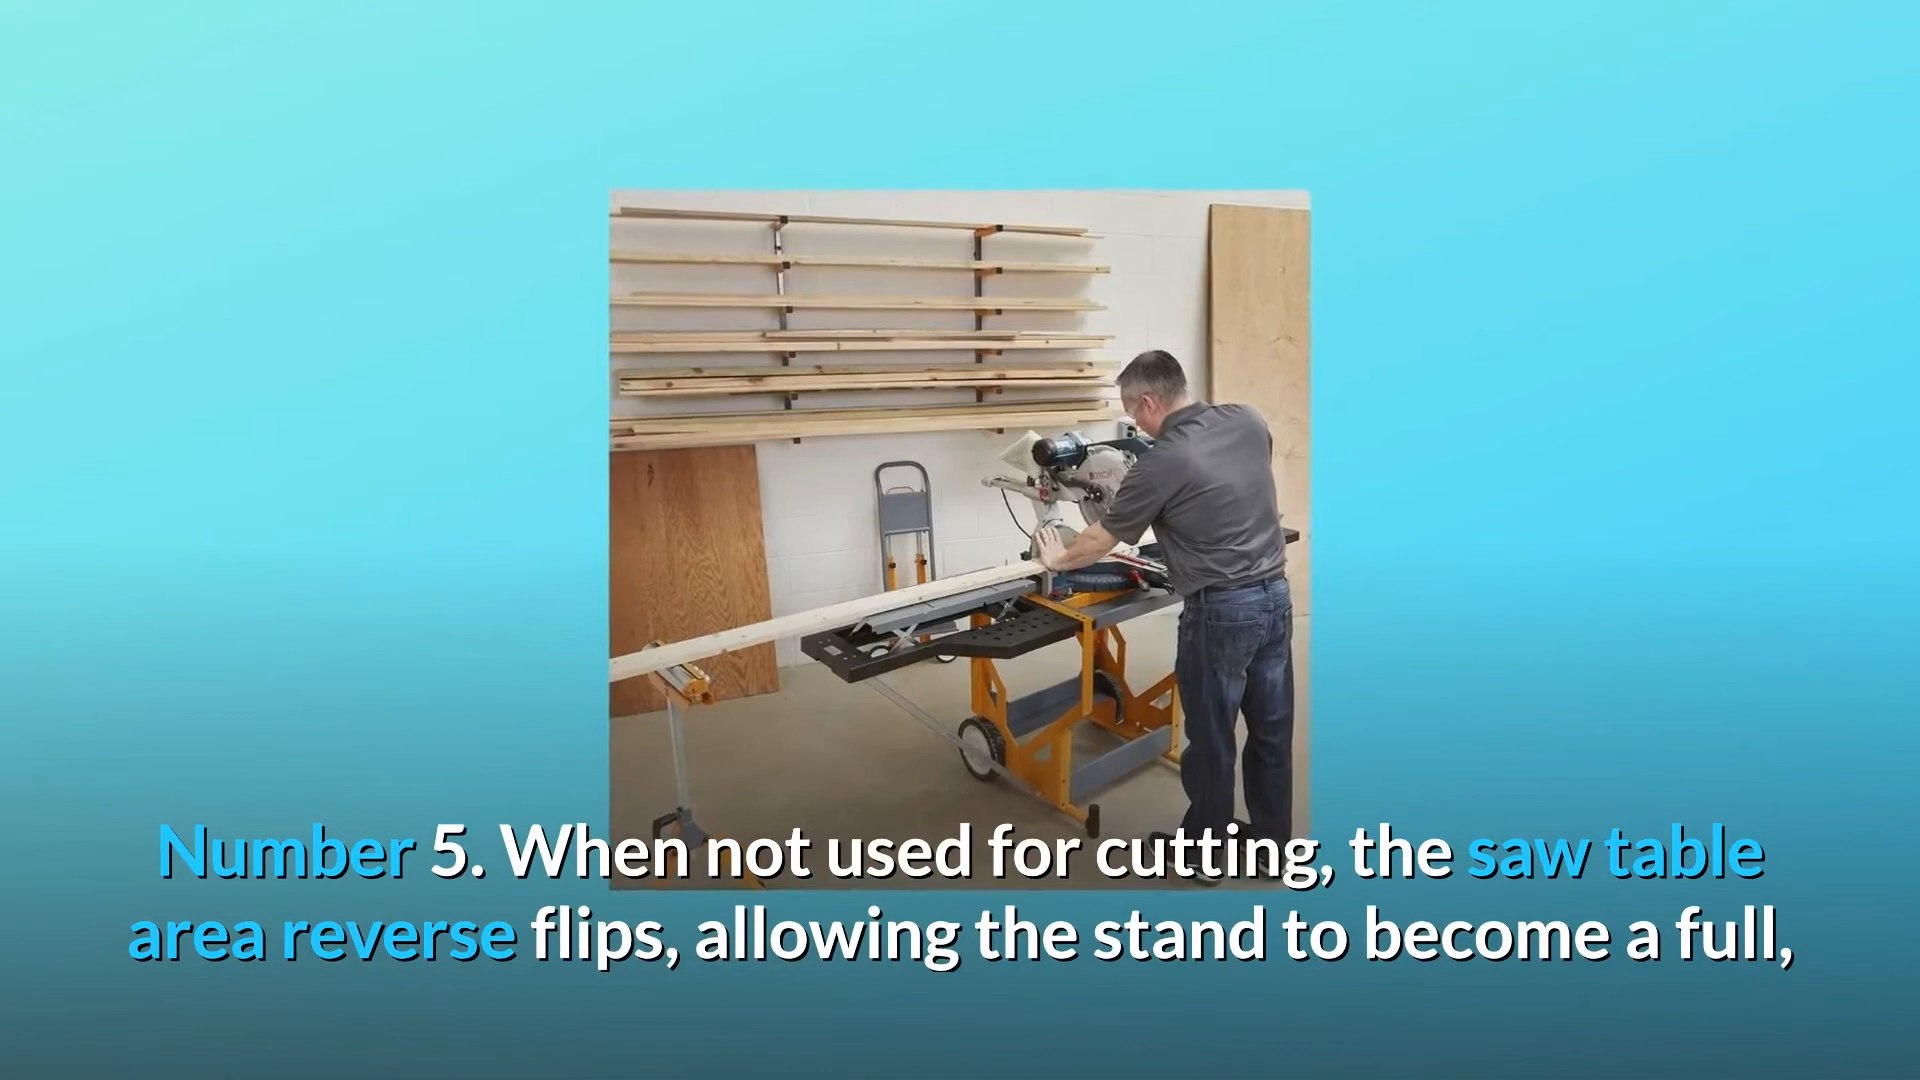 BOSCH
Number 5. When not used for cutting, the saw table
area reverse flips, allowing the stand to become a full,